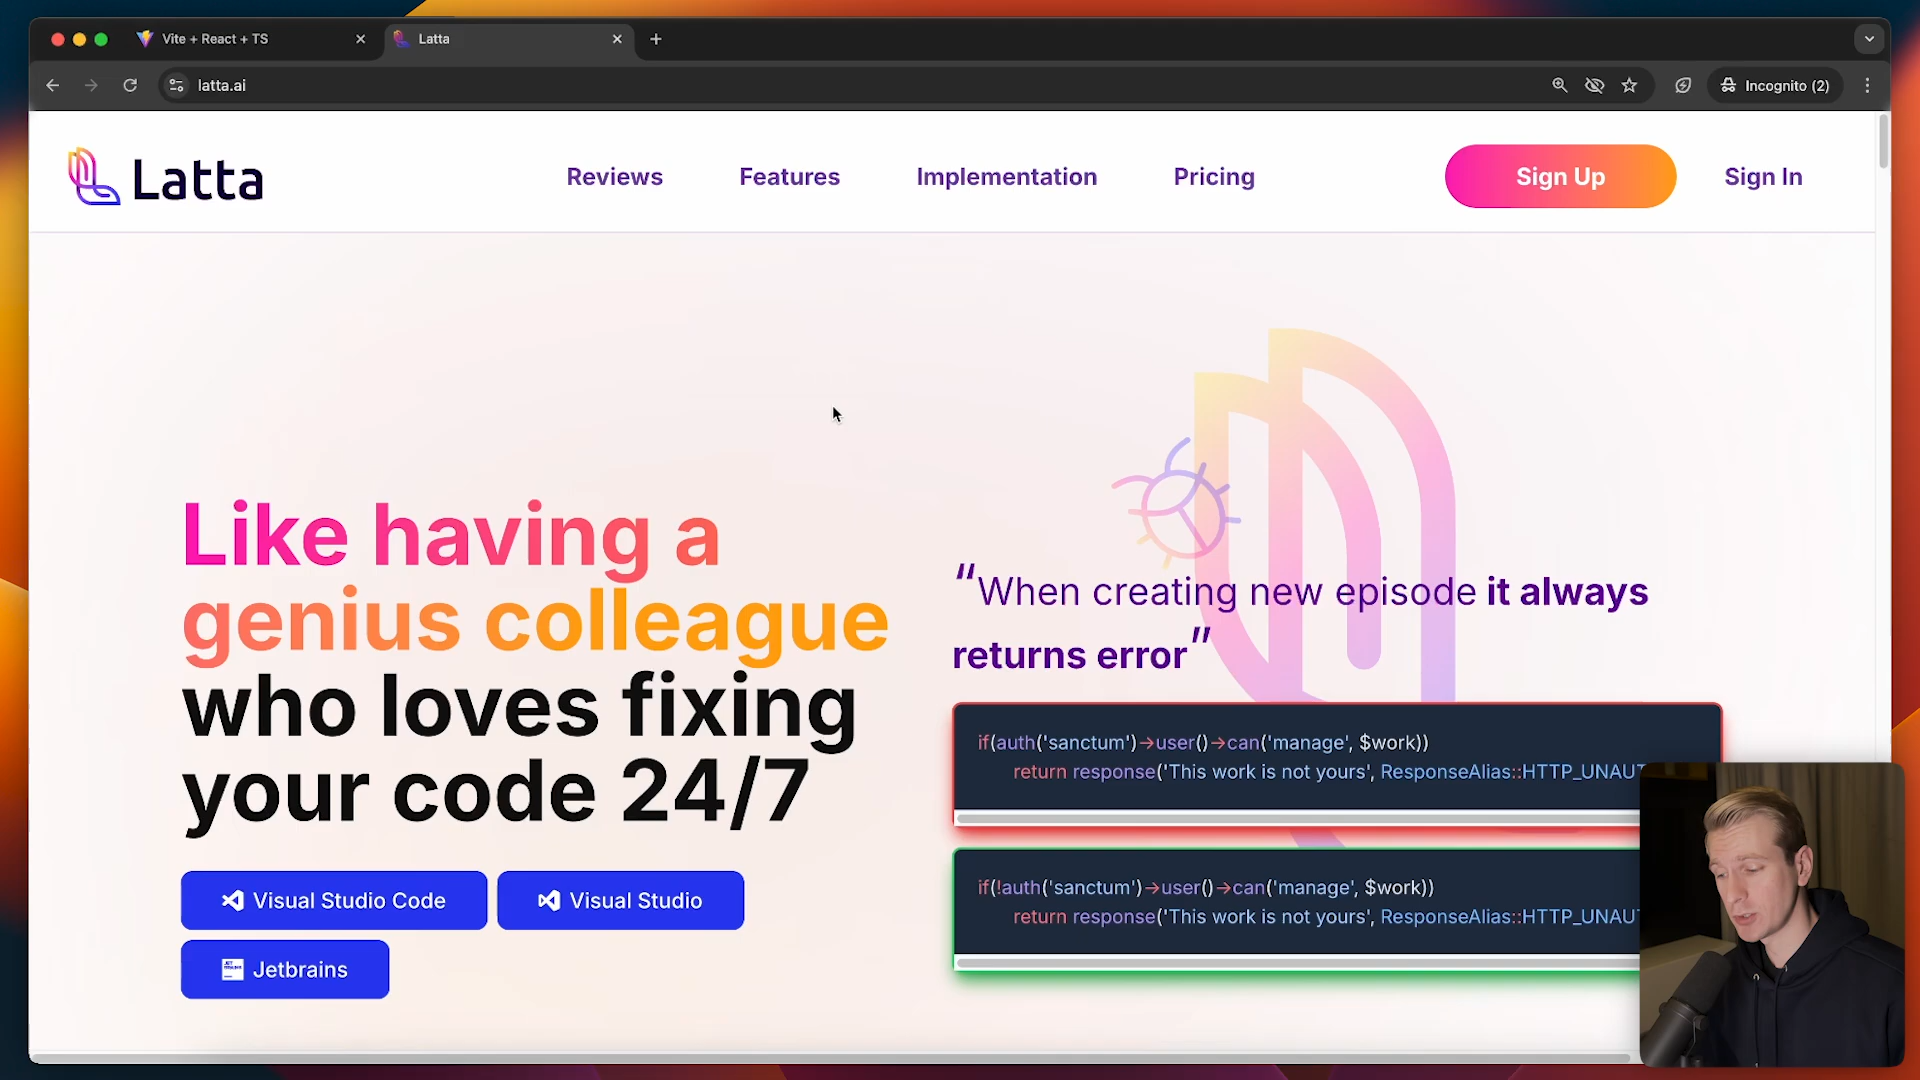 Vite + React + TS
Latta
latta.ai
Incognito (2)
Latta
Reviews
Features
Implementation
Pricing
Sign Up
Sign In
Like having a
genius colleague
who loves fixing
your code 24/7
Visual Studio Code
Visual Studio
Jetbrains
“When creating new episode it always
returns error”
if(auth('sanctum')→user()→can('manage', $work))
return response('This work is not yours', ResponseAlias::HTTP_UNAU
if(!auth('sanctum')→user()→can('manage', $work))
return response('This work is not yours', ResponseAlias::HTTP_UNAU